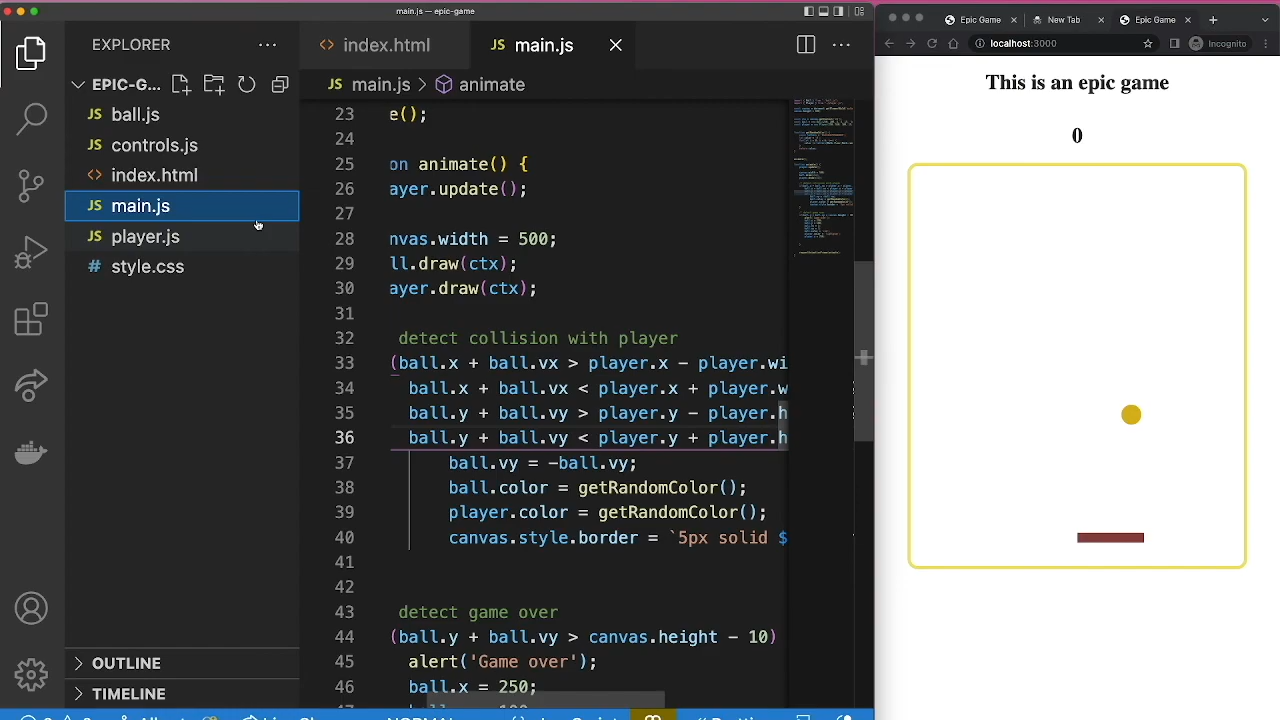 main.js — epic-game
EXPLORER
EPIC-G...
JS ball.js
JS controls.js
<> index.html
JS main.js
JS player.js
# style.css
OUTLINE
TIMELINE
<> index.html
JS main.js
JS main.js > animate
23 e();
24
25 on animate() {
26 ayer.update();
27
28 nvas.width = 500;
29 ll.draw(ctx);
30 ayer.draw(ctx);
31
32 detect collision with player
33 (ball.x + ball.vx > player.x - player.wi
34 ball.x + ball.vx < player.x + player.w
35 ball.y + ball.vy > player.y - player.h
36 ball.y + ball.vy < player.y + player.h
37 ball.vy = -ball.vy;
38 ball.color = getRandomColor();
39 player.color = getRandomColor();
40 canvas.style.border = `5px solid $
41
42
43 detect game over
44 (ball.y + ball.vy > canvas.height - 10)
45 alert('Game over');
46 ball.x = 250;
Epic Game
New Tab
Epic Game
localhost:3000
Incognito
This is an epic game
0